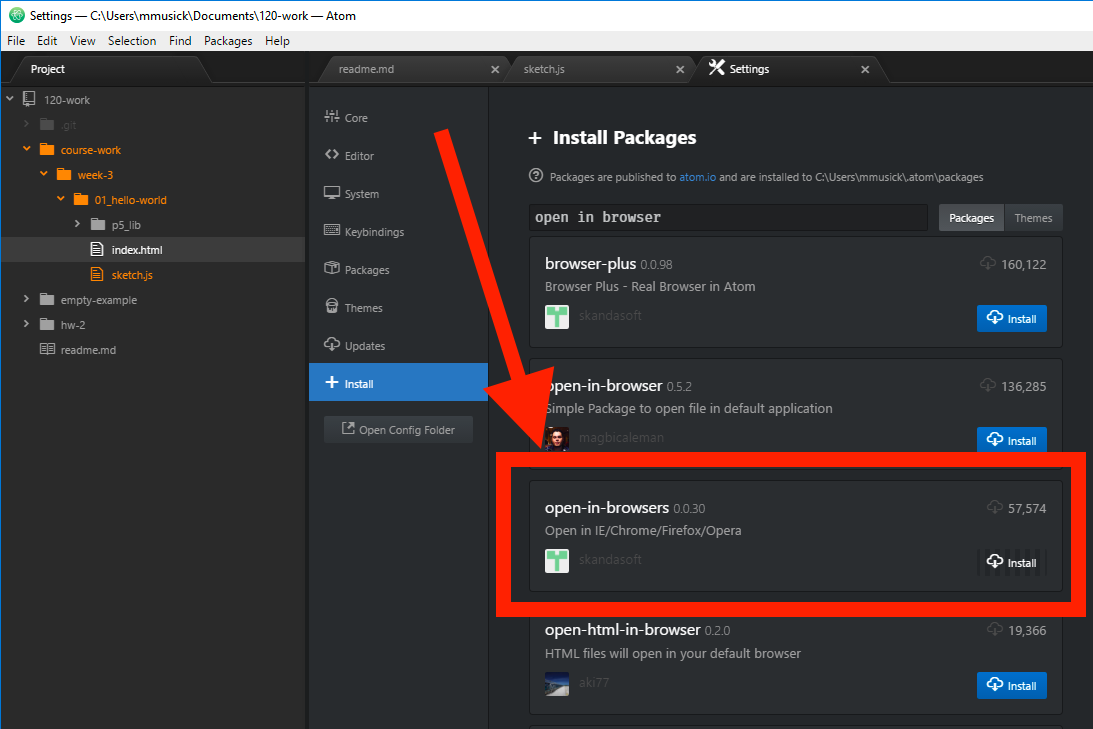 Settings — C:\Users\mmusick\Documents\120-work — Atom
File Edit View Selection Find Packages Help
Project
readme.md
sketch.js
Settings
120-work
.git
course-work
week-3
01_hello-world
p5_lib
index.html
sketch.js
empty-example
hw-2
readme.md
Core
Editor
System
Keybindings
Packages
Themes
Updates
Install
Open Config Folder
Install Packages
Packages are published to atom.io and are installed to C:\Users\mmusick\.atom\packages
open in browser
Packages Themes
browser-plus 0.0.98 160,122
Browser Plus - Real Browser in Atom
skandasoft Install
open-in-browser 0.5.2 136,285
Simple Package to open file in default application
magbicaleman Install
open-in-browsers 0.0.30 57,574
Open in IE/Chrome/Firefox/Opera
skandasoft Install
open-html-in-browser 0.2.0 19,366
HTML files will open in your default browser
aki77 Install